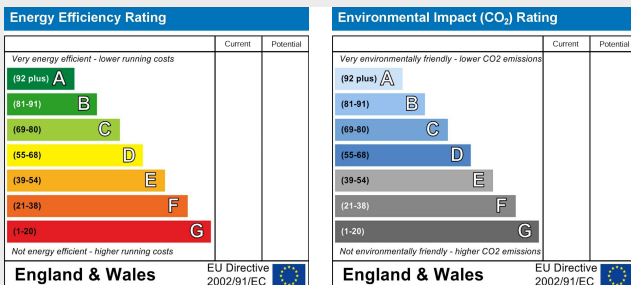 Energy Efficiency Rating
Current Potential
Very energy efficient - lower running costs
(92 plus) A
(81-91) B
(69-80) C
(55-68) D
(39-54) E
(21-38) F
(1-20) G
Not energy efficient - higher running costs
England & Wales
EU Directive
2002/91/EC
Environmental Impact (CO₂) Rating
Current Potential
Very environmentally friendly - lower CO2 emissions
(92 plus) A
(81-91) B
(69-80) C
(55-68) D
(39-54) E
(21-38) F
(1-20) G
Not environmentally friendly - higher CO2 emissions
England & Wales
EU Directive
2002/91/EC